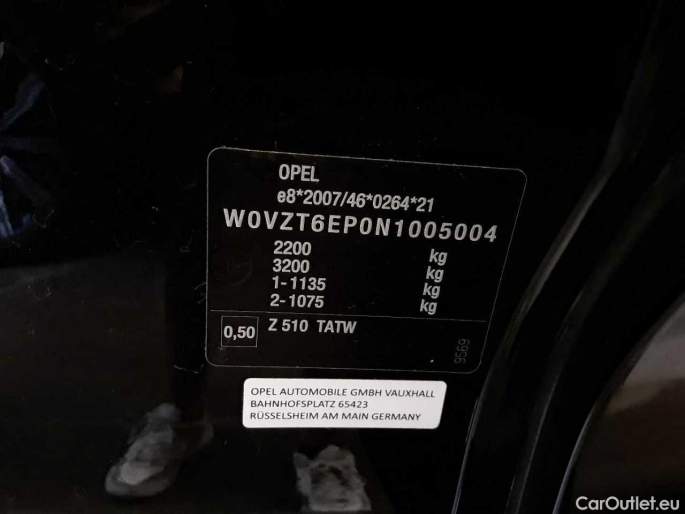 OPEL
e8*2007/46*0264*21
W0VZT6EP0N1005004
2200 kg
3200 kg
1-1135 kg
2-1075 kg
0,50 Z 510 TATW
9569
OPEL AUTOMOBILE GMBH VAUXHALL
BAHNHOFSPLATZ 65423
RÜSSELSHEIM AM MAIN GERMANY
CarOutlet.eu